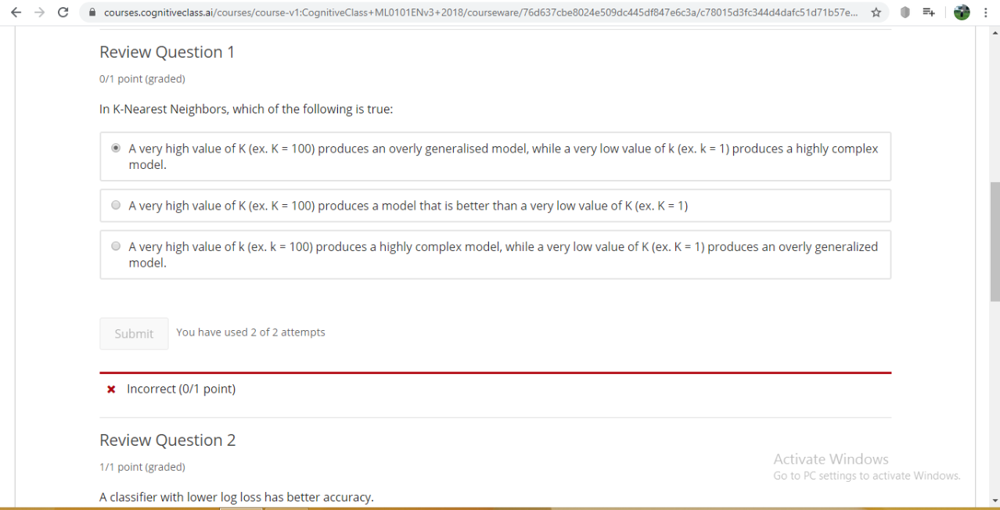 courses.cognitiveclass.ai/courses/course-v1:CognitiveClass+ML0101ENv3+2018/courseware/76d637cbe8024e509dc445df847e6c3a/c78015d3fc344d4dafc51d71b57e...
Review Question 1
0/1 point (graded)
In K-Nearest Neighbors, which of the following is true:
A very high value of K (ex. K = 100) produces an overly generalised model, while a very low value of k (ex. k = 1) produces a highly complex
model.
A very high value of K (ex. K = 100) produces a model that is better than a very low value of K (ex. K = 1)
A very high value of k (ex. k = 100) produces a highly complex model, while a very low value of K (ex. K = 1) produces an overly generalized
model.
Submit
You have used 2 of 2 attempts
Incorrect (0/1 point)
Review Question 2
1/1 point (graded)
A classifier with lower log loss has better accuracy.
Activate Windows
Go to PC settings to activate Windows.